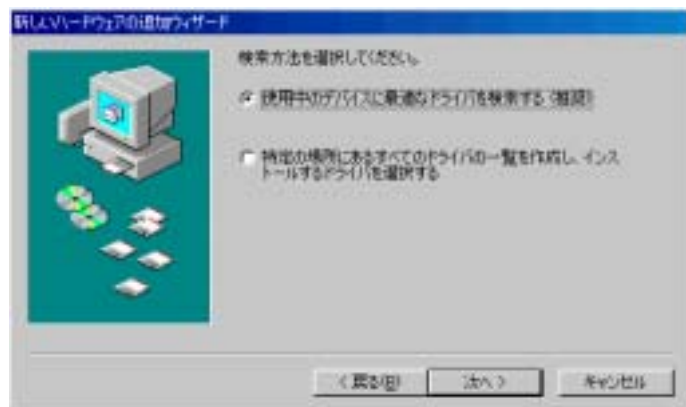 新しいハードウェアの追加ウィザード
検索方法を選択してください。
使用中のデバイスに最適なドライバを検索する (推奨)
特定の場所にあるすべてのドライバの一覧を作成し、インス
トールするドライバを選択する
< 戻る(B)
次へ >
キャンセル